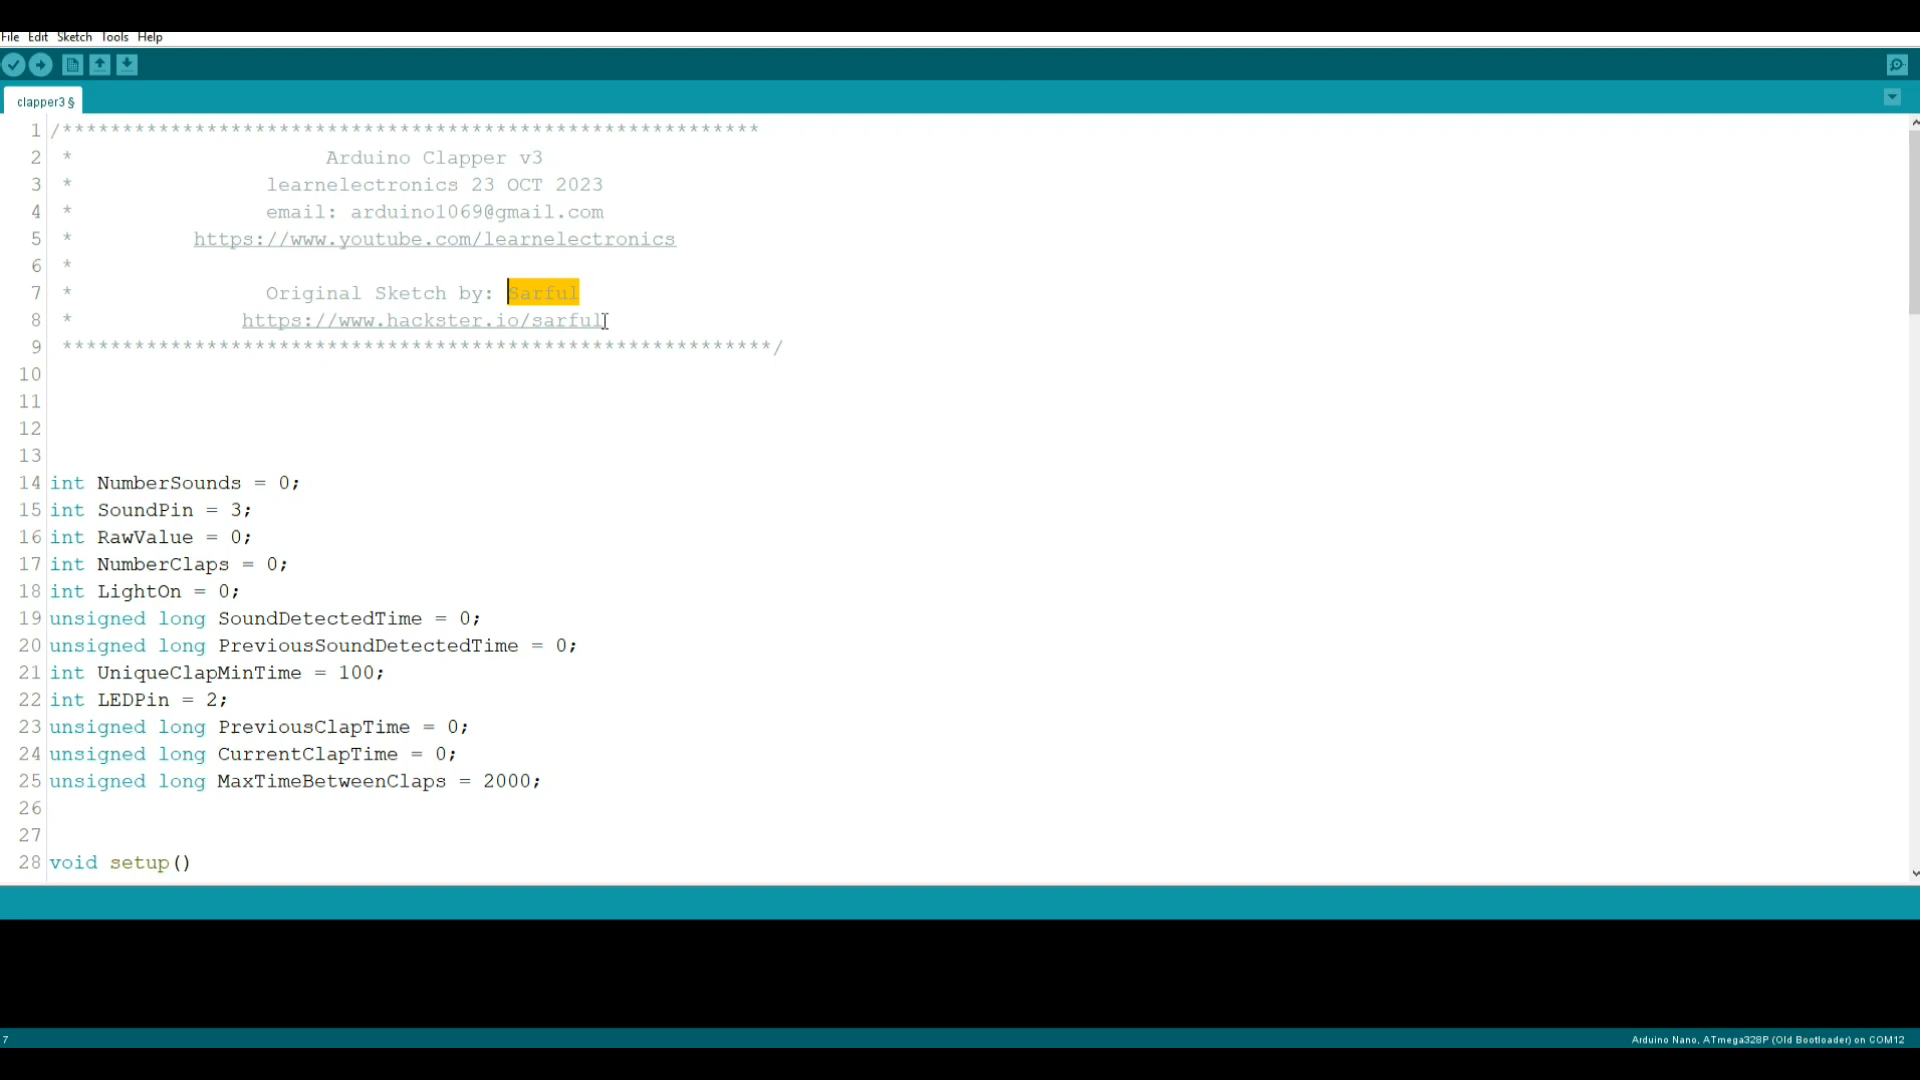 File Edit Sketch Tools Help
clapper3 §
1 /**********************************************************
2 * Arduino Clapper v3
3 * learnelectronics 23 OCT 2023
4 * email: arduino1069@gmail.com
5 * https://www.youtube.com/learnelectronics
6 *
7 * Original Sketch by: Sarful
8 * https://www.hackster.io/sarful
9 ***********************************************************/
10
11
12
13
14 int NumberSounds = 0;
15 int SoundPin = 3;
16 int RawValue = 0;
17 int NumberClaps = 0;
18 int LightOn = 0;
19 unsigned long SoundDetectedTime = 0;
20 unsigned long PreviousSoundDetectedTime = 0;
21 int UniqueClapMinTime = 100;
22 int LEDPin = 2;
23 unsigned long PreviousClapTime = 0;
24 unsigned long CurrentClapTime = 0;
25 unsigned long MaxTimeBetweenClaps = 2000;
26
27
28 void setup()
7
Arduino Nano, ATmega328P (Old Bootloader) on COM12